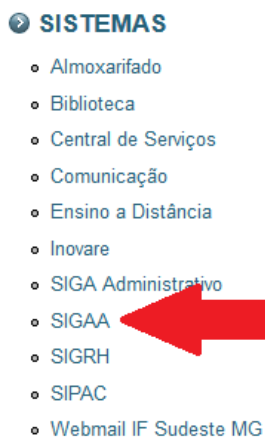 SISTEMAS
Almoxarifado
Biblioteca
Central de Serviços
Comunicação
Ensino a Distância
Inovare
SIGA Administrativo
SIGAA
SIGRH
SIPAC
Webmail IF Sudeste MG